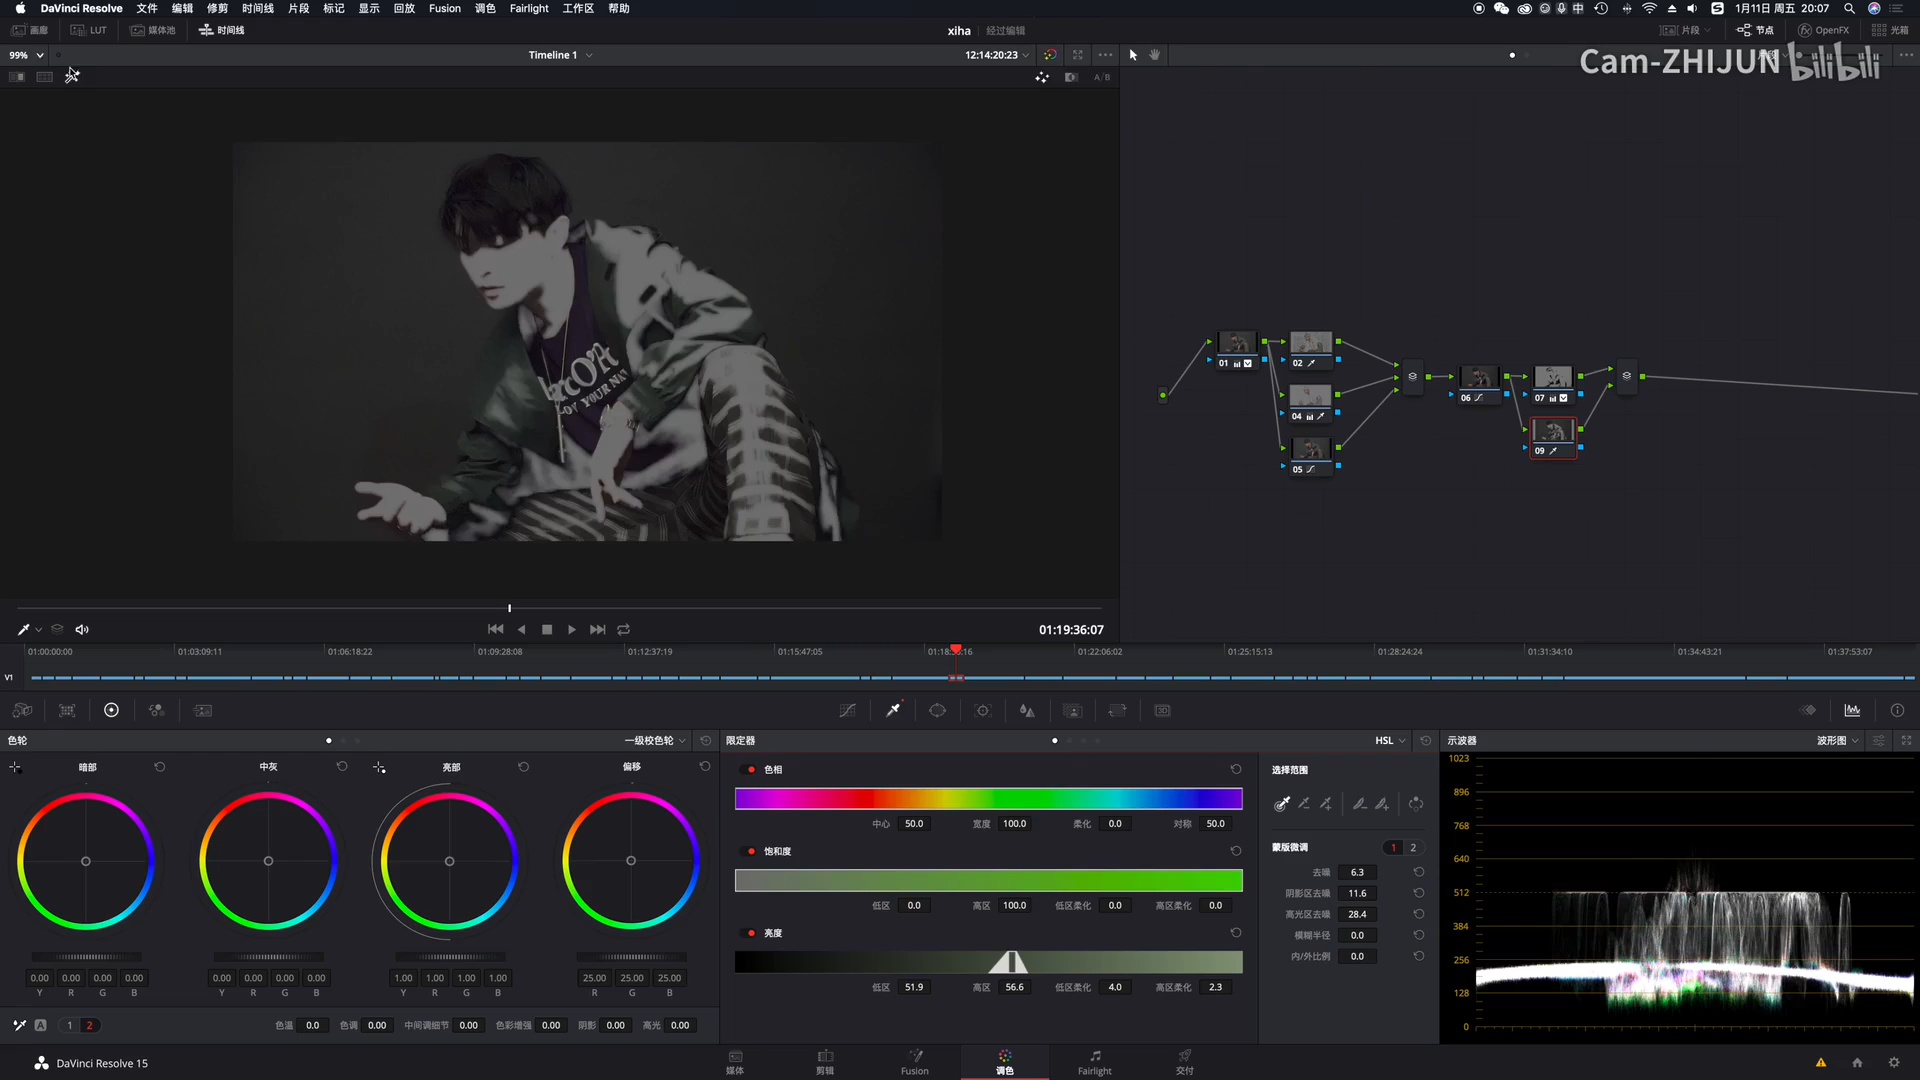 DaVinci Resolve 文件 编辑 修剪 时间线 片段 标记 显示 回放 Fusion 调色 Fairlight 工作区 帮助
中 S 1月11日 周五 20:07
画廊 LUT 媒体池 时间线 xiha 经过编辑 片段 节点 OpenFX 光箱
99% Timeline 1 12:14:20:23
Cam-ZHIJUN bilibili
A/B
01 02
04
05
06 07
09
01:19:36:07
01:00:00:00 01:03:09:11 01:06:18:22 01:09:28:08 01:12:37:19 01:15:47:05 01:22:06:02 01:25:15:13 01:28:24:24 01:31:34:10 01:34:43:21 01:37:53:07
V1
色轮 一级校色轮 限定器 HSL 示波器 波形图
暗部 中灰 亮部 偏移
0.00 0.00 0.00 0.00 0.00 0.00 0.00 0.00 1.00 1.00 1.00 1.00 25.00 25.00 25.00
Y R G B Y R G B Y R G B R G B
A 1 2 色温 0.0 色调 0.00 中间调细节 0.00 色彩增强 0.00 阴影 0.00 高光 0.00
色相
中心 50.0 宽度 100.0 柔化 0.0 对称 50.0
饱和度
低区 0.0 高区 100.0 低区柔化 0.0 高区柔化 0.0
亮度
低区 51.9 高区 56.6 低区柔化 4.0 高区柔化 2.3
选择范围
蒙版微调 1 2
去噪 6.3
阴影区去噪 11.6
高光区去噪 28.4
模糊半径 0.0
内/外比例 0.0
1023
896
768
640
512
384
256
128
0
DaVinci Resolve 15
媒体 剪辑 Fusion 调色 Fairlight 交付